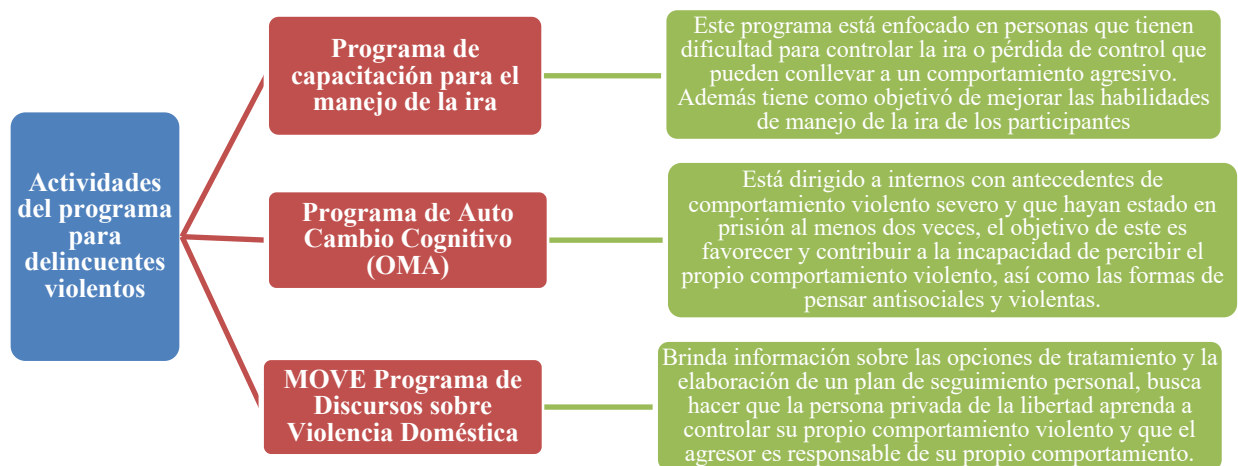 Actividades
del programa
para
delincuentes
violentos
Programa de
capacitación para el
manejo de la ira
Este programa está enfocado en personas que tienen
dificultad para controlar la ira o pérdida de control que
pueden conllevar a un comportamiento agresivo.
Además tiene como objetivó de mejorar las habilidades
de manejo de la ira de los participantes
Programa de Auto
Cambio Cognitivo
(OMA)
Está dirigido a internos con antecedentes de
comportamiento violento severo y que hayan estado en
prisión al menos dos veces, el objetivo de este es
favorecer y contribuir a la incapacidad de percibir el
propio comportamiento violento, así como las formas de
pensar antisociales y violentas.
MOVE Programa de
Discursos sobre
Violencia Doméstica
Brinda información sobre las opciones de tratamiento y la
elaboración de un plan de seguimiento personal, busca
hacer que la persona privada de la libertad aprenda a
controlar su propio comportamiento violento y que el
agresor es responsable de su propio comportamiento.